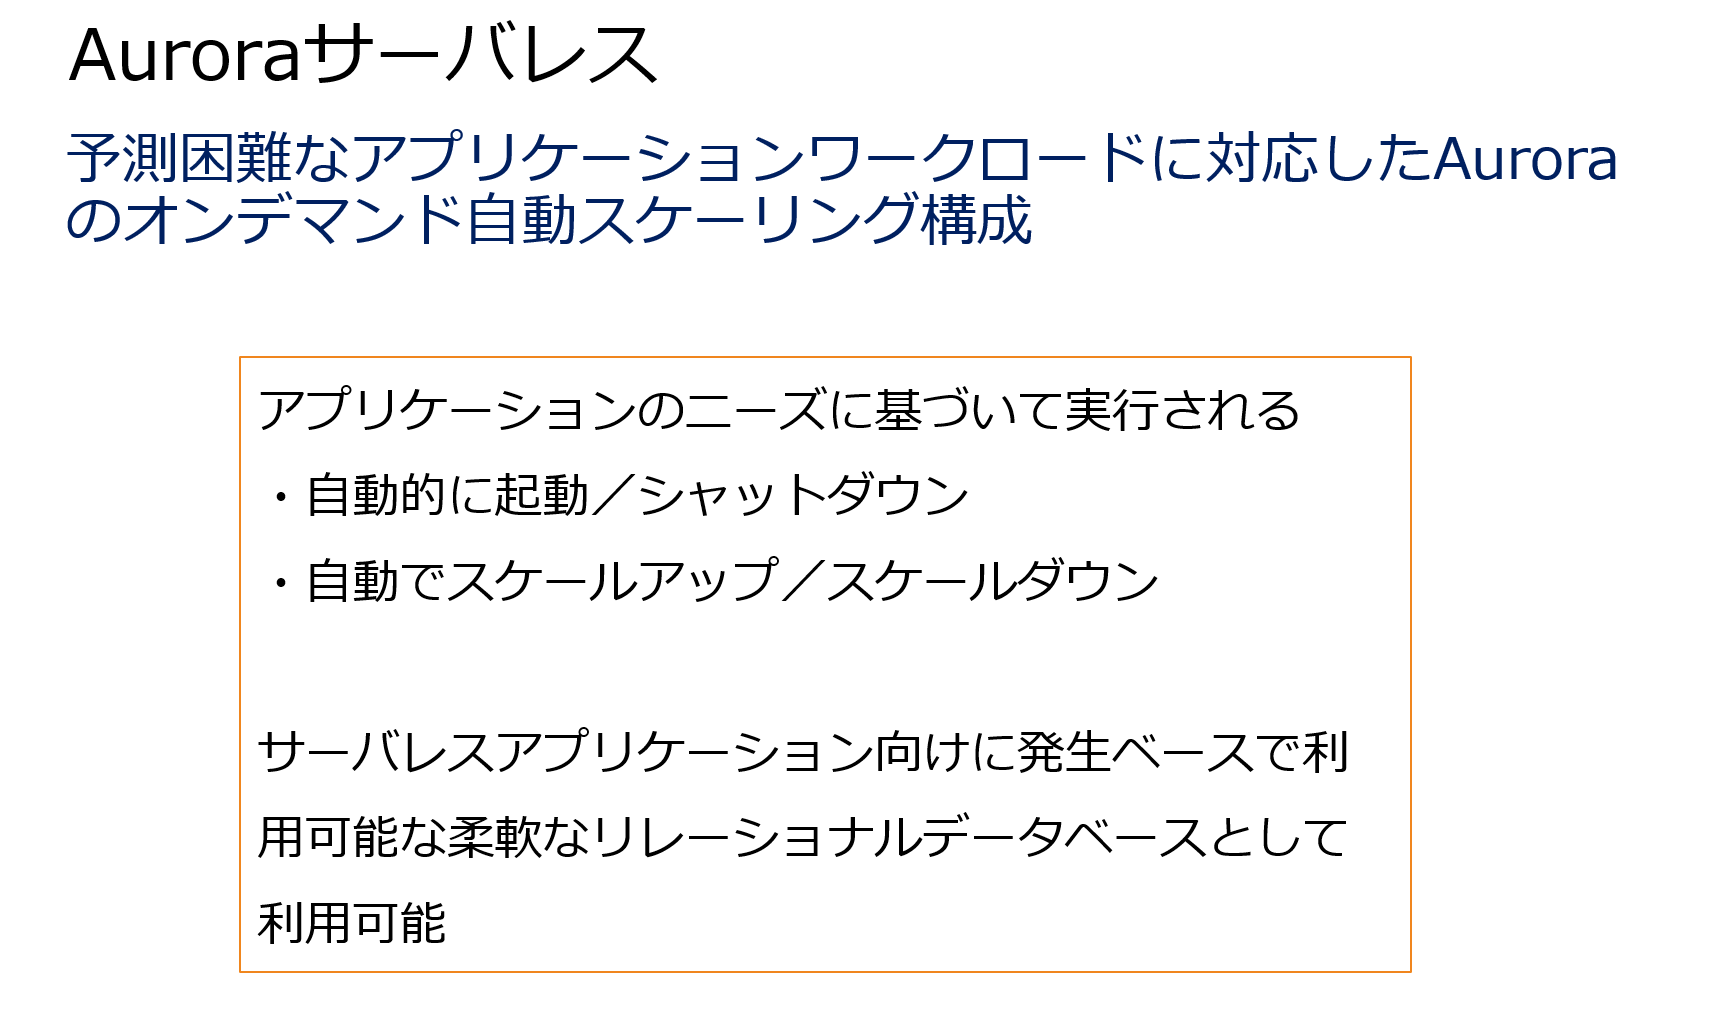 Auroraサーバレス
予測困難なアプリケーションワークロードに対応したAurora
のオンデマンド自動スケーリング構成
アプリケーションのニーズに基づいて実行される
・自動的に起動／シャットダウン
・自動でスケールアップ／スケールダウン
サーバレスアプリケーション向けに発生ベースで利
用可能な柔軟なリレーショナルデータベースとして
利用可能